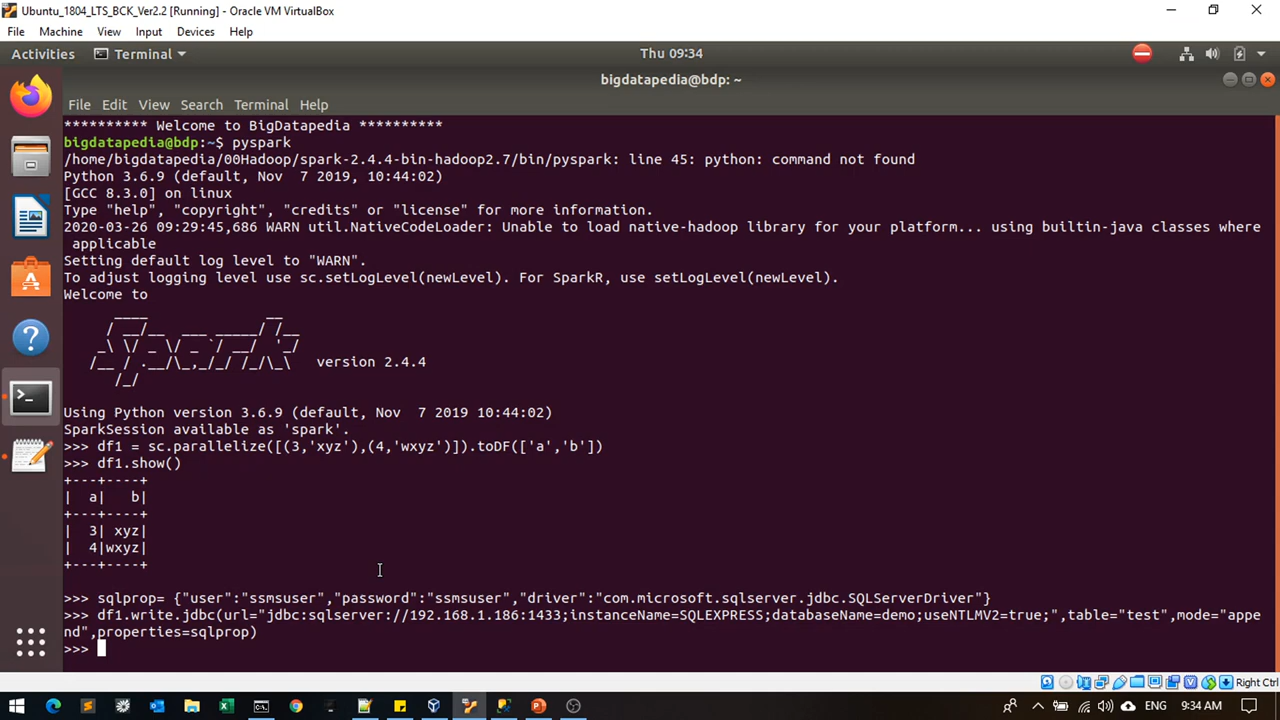 Ubuntu_1804_LTS_BCK_Ver2.2 [Running] - Oracle VM VirtualBox
File Machine View Input Devices Help
Activities Terminal Thu 09:34
bigdatapedia@bdp: ~
File Edit View Search Terminal Help
********** Welcome to BigDatapedia **********
bigdatapedia@bdp:~$ pyspark
/home/bigdatapedia/00Hadoop/spark-2.4.4-bin-hadoop2.7/bin/pyspark: line 45: python: command not found
Python 3.6.9 (default, Nov  7 2019, 10:44:02)
[GCC 8.3.0] on linux
Type "help", "copyright", "credits" or "license" for more information.
2020-03-26 09:29:45,686 WARN util.NativeCodeLoader: Unable to load native-hadoop library for your platform... using builtin-java classes where
 applicable
Setting default log level to "WARN".
To adjust logging level use sc.setLogLevel(newLevel). For SparkR, use setLogLevel(newLevel).
Welcome to
Spark version 2.4.4
Using Python version 3.6.9 (default, Nov  7 2019 10:44:02)
SparkSession available as 'spark'.
>>> df1 = sc.parallelize([(3,'xyz'),(4,'wxyz')]).toDF(['a','b'])
>>> df1.show()
+---+----+
|  a|   b|
+---+----+
|  3| xyz|
|  4|wxyz|
+---+----+
>>> sqlprop= {"user":"ssmsuser","password":"ssmsuser","driver":"com.microsoft.sqlserver.jdbc.SQLServerDriver"}
>>> df1.write.jdbc(url="jdbc:sqlserver://192.168.1.186:1433;instanceName=SQLEXPRESS;databaseName=demo;useNTLMV2=true;",table="test",mode="appe
nd",properties=sqlprop)
>>>
Right Ctrl
ENG 9:34 AM